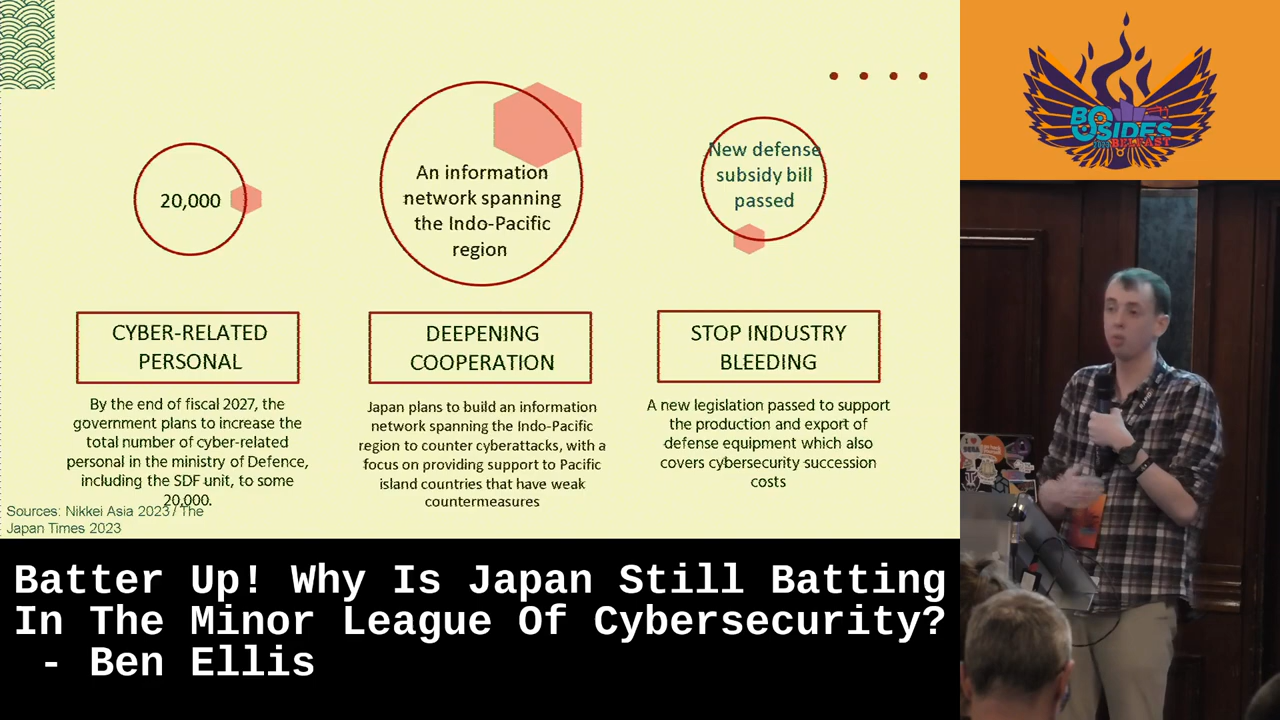 20,000
An information
network spanning
the Indo-Pacific
region
New defense
subsidy bill
passed
CYBER-RELATED
PERSONAL
DEEPENING
COOPERATION
STOP INDUSTRY
BLEEDING
By the end of fiscal 2027, the
government plans to increase the
total number of cyber-related
personal in the ministry of Defence,
including the SDF unit, to some
20,000.
Japan plans to build an information
network spanning the Indo-Pacific
region to counter cyberattacks, with a
focus on providing support to Pacific
island countries that have weak
countermeasures
A new legislation passed to support
the production and export of
defense equipment which also
covers cybersecurity succession
costs
Sources: Nikkei Asia 2023 / The
Japan Times 2023
BSIDES
BELFAST
Batter Up! Why Is Japan Still Batting
In The Minor League Of Cybersecurity?
- Ben Ellis